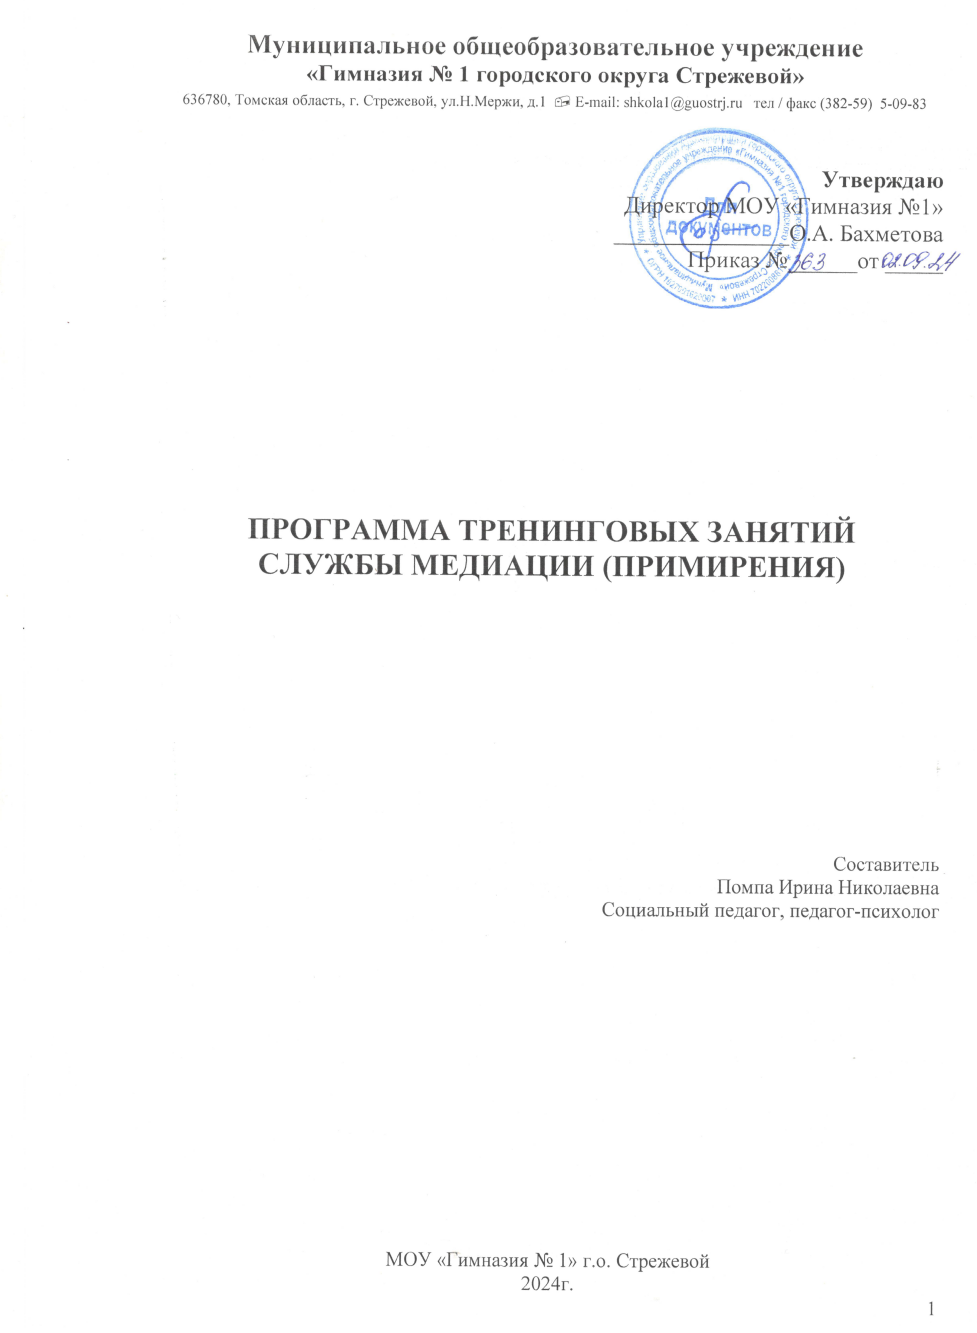 Муниципальное общеобразовательное учреждение
«Гимназия № 1 городского округа Стрежевой»
636780, Томская область, г. Стрежевой, ул.Н.Мержи, д.1 E-mail: shkola1@guostrj.ru тел / факс (382-59) 5-09-83
Утверждаю
Директор МОУ «Гимназия №1»
О.А. Бахметова
Приказ № 363 от 02.09.24
Для
документов
ПРОГРАММА ТРЕНИНГОВЫХ ЗАНЯТИЙ
СЛУЖБЫ МЕДИАЦИИ (ПРИМИРЕНИЯ)
Составитель
Помпа Ирина Николаевна
Социальный педагог, педагог-психолог
МОУ «Гимназия № 1» г.о. Стрежевой
2024г.
1